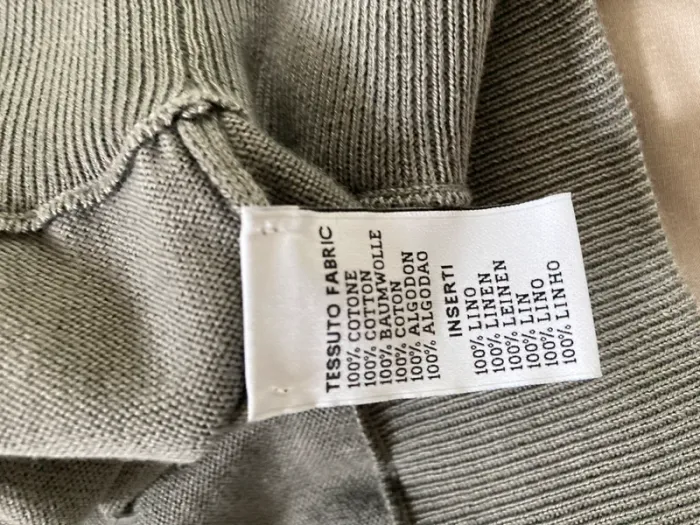 TESSUTO FABRIC
100% COTONE
100% COTTON
100% BAUMWOLLE
100% COTON
100% ALGODON
100% ALGODAO
INSERTI
100% LINO
100% LINEN
100% LEINEN
100% LIN
100% LINO
100% LINHO